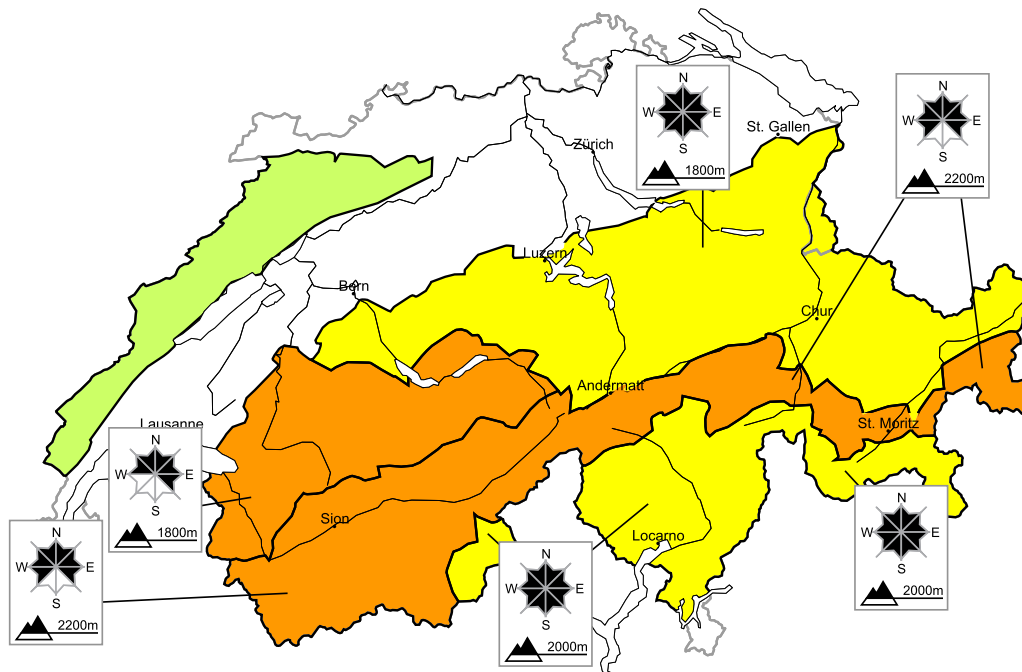 N
W E
S
1800m
N
W E
S
2200m
St. Gallen
Zürich
Luzern
Bern
Chur
Andermatt
St. Moritz
Lausanne
N
W E
S
1800m
Sion
Locarno
N
W E
S
2200m
N
W E
S
2000m
N
W E
S
2000m